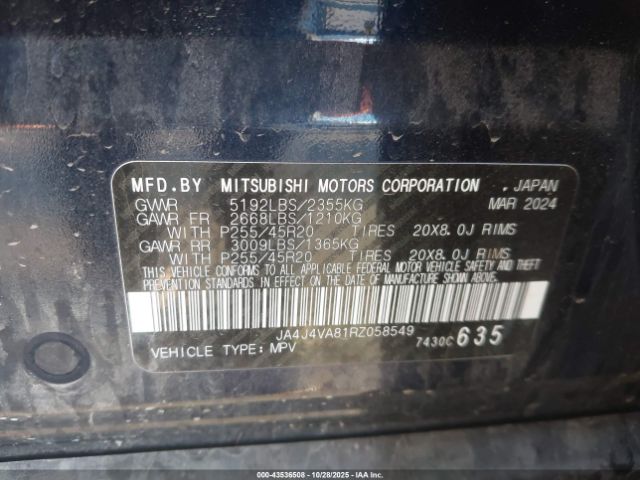 MFD.BY MITSUBISHI MOTORS CORPORATION , JAPAN
GVWR 5192LBS/2355KG MAR 2024
GAWR FR 2668LBS/1210KG
WITH P255/45R20 TIRES 20X8.0J RIMS
GAWR RR 3009LBS/1365KG
WITH P255/45R20 TIRES 20X8.0J RIMS
THIS VEHICLE CONFORMS TO ALL APPLICABLE FEDERAL MOTOR VEHICLE SAFETY AND THEFT
PREVENTION STANDARDS IN EFFECT ON THE DATE OF MANUFACTURE SHOWN ABOVE.
JA4J4VA81RZ058549
VEHICLE TYPE:MPV 7430C 635
000-43536508 - 10/28/2025 - COPYRIGHT IAA, LLC.